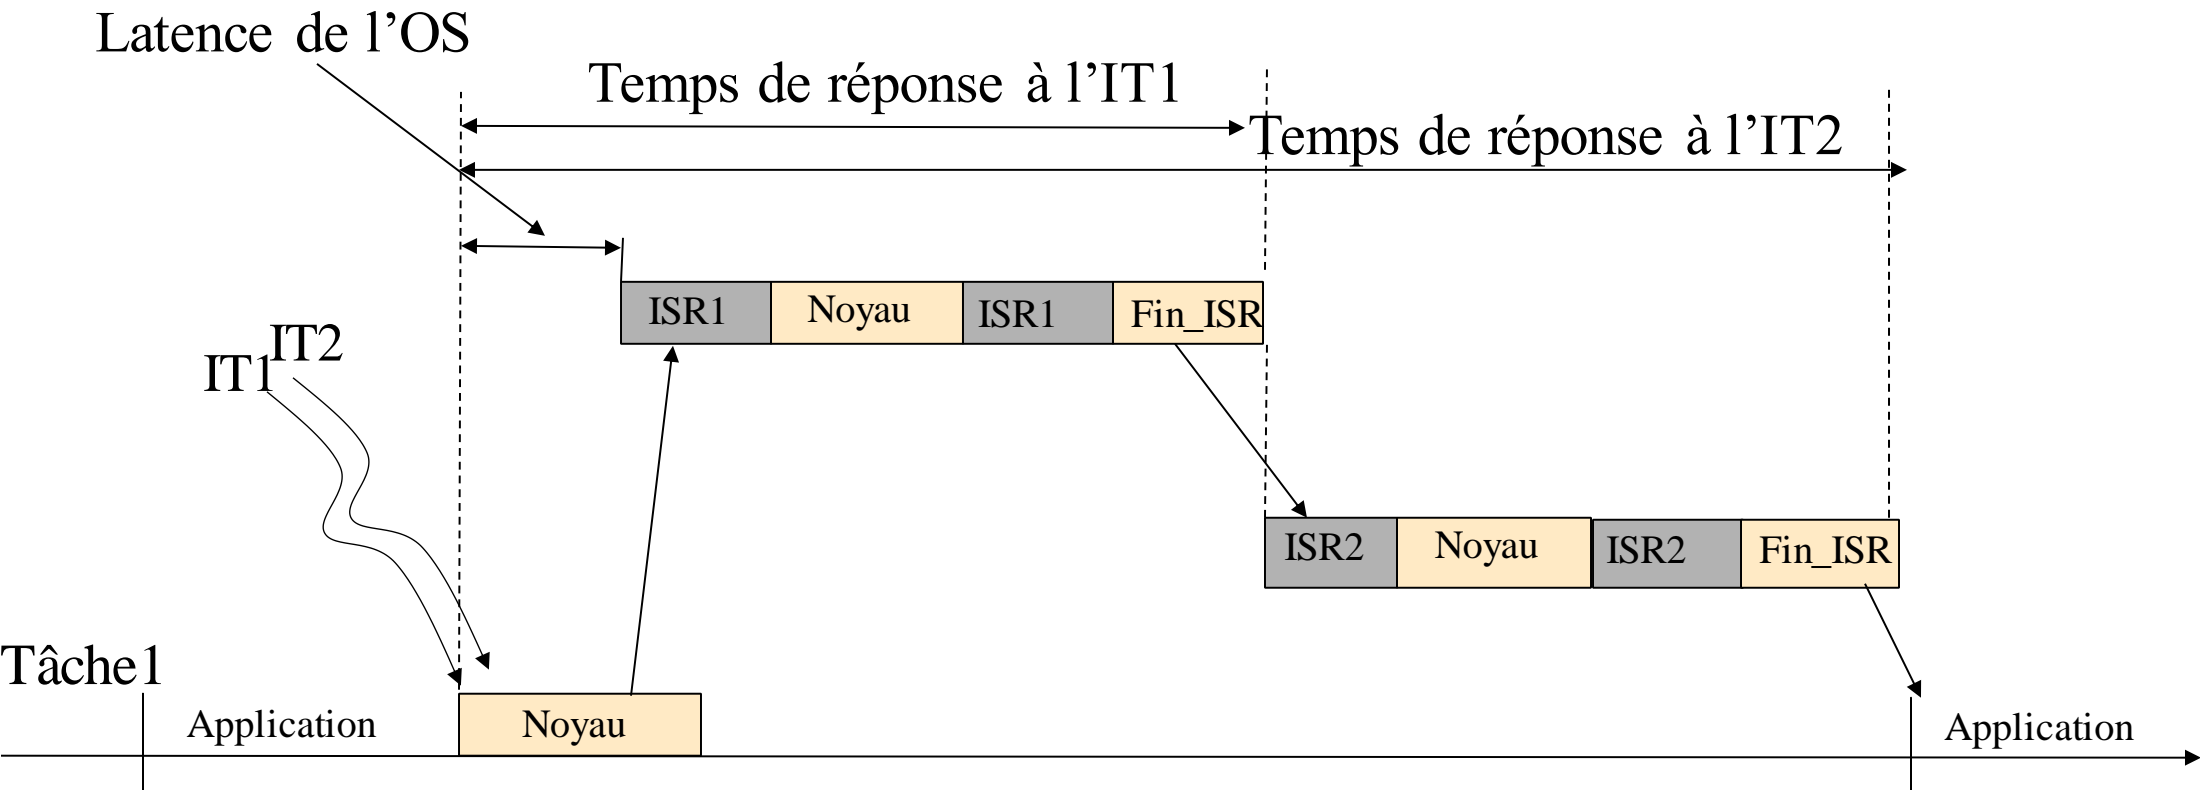 Latence de l’OS
Temps de réponse à l’IT1
Temps de réponse à l’IT2
ISR1 Noyau ISR1 Fin_ISR
IT2
IT1
ISR2 Noyau ISR2 Fin_ISR
Tâche1
Application Noyau Application